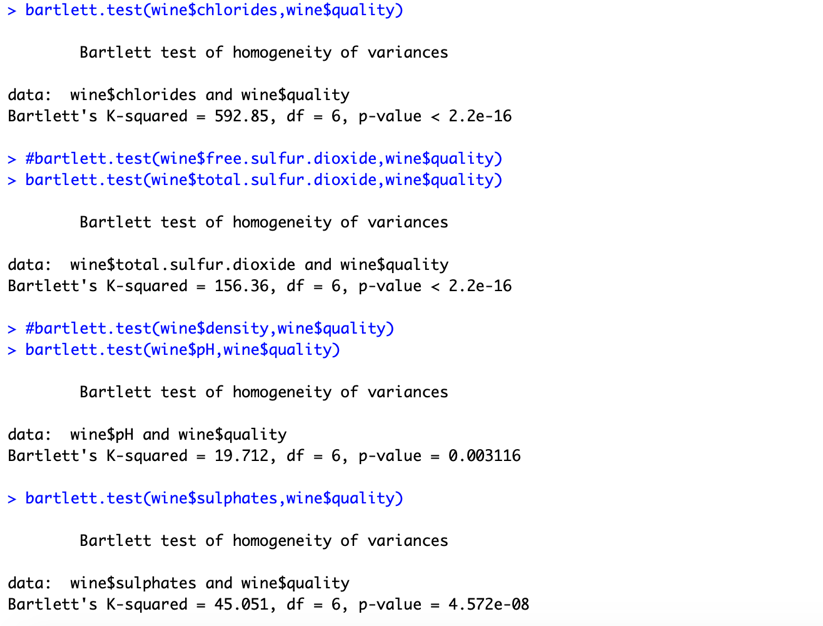 > bartlett.test(wine$chlorides,wine$quality)
Bartlett test of homogeneity of variances
data:  wine$chlorides and wine$quality
Bartlett's K-squared = 592.85, df = 6, p-value < 2.2e-16
> #bartlett.test(wine$free.sulfur.dioxide,wine$quality)
> bartlett.test(wine$total.sulfur.dioxide,wine$quality)
Bartlett test of homogeneity of variances
data:  wine$total.sulfur.dioxide and wine$quality
Bartlett's K-squared = 156.36, df = 6, p-value < 2.2e-16
> #bartlett.test(wine$density,wine$quality)
> bartlett.test(wine$pH,wine$quality)
Bartlett test of homogeneity of variances
data:  wine$pH and wine$quality
Bartlett's K-squared = 19.712, df = 6, p-value = 0.003116
> bartlett.test(wine$sulphates,wine$quality)
Bartlett test of homogeneity of variances
data:  wine$sulphates and wine$quality
Bartlett's K-squared = 45.051, df = 6, p-value = 4.572e-08